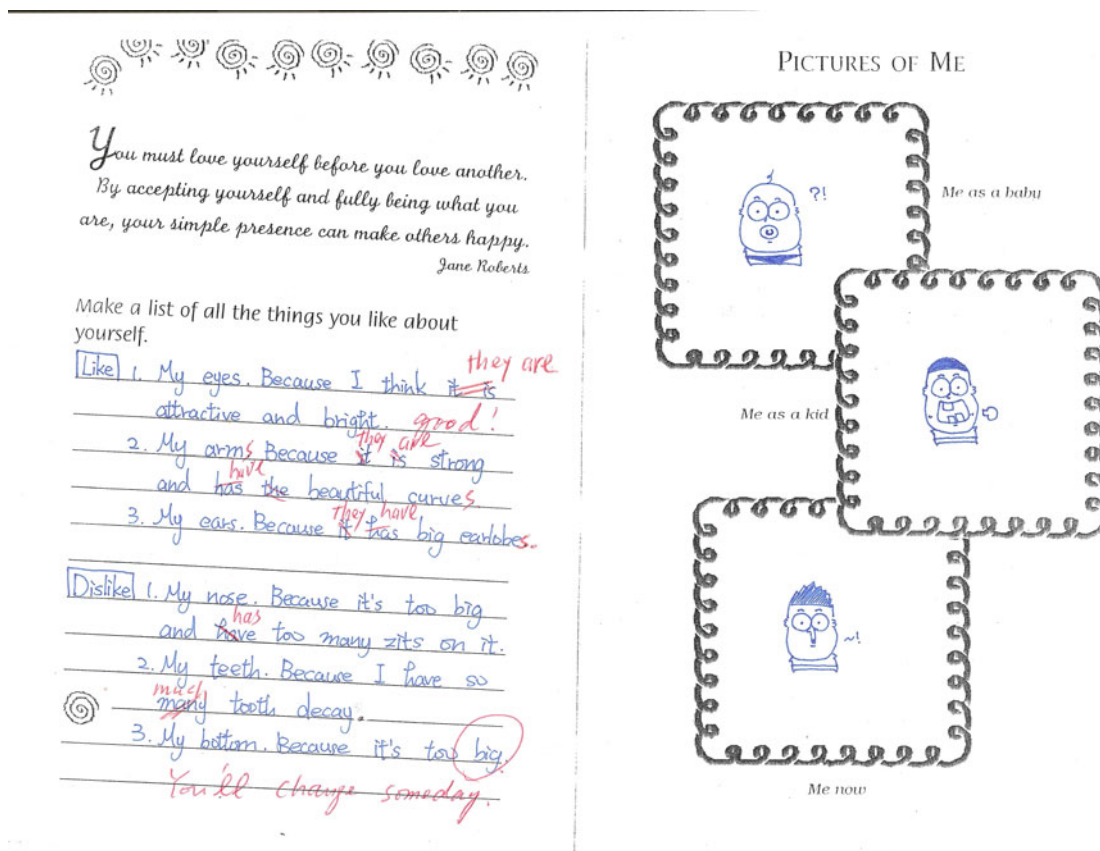 You must love yourself before you love another.
By accepting yourself and fully being what you
are, your simple presence can make others happy.
Jane Roberts
Make a list of all the things you like about
yourself.
they are
Like 1. My eyes. Because I think it is
attractive and bright. good!
they are
2. My arms Because it is strong
have
and has the beautiful curves.
They have
3. My ears. Because it has big earlobes.
Dislike 1. My nose. Because it's too big
has
and have too many zits on it.
2. My teeth. Because I have so
much
many tooth decay.
3. My bottom. Because it's too big.
You'll change someday.
PICTURES OF ME
?!
Me as a baby
Me as a kid
~!
Me now